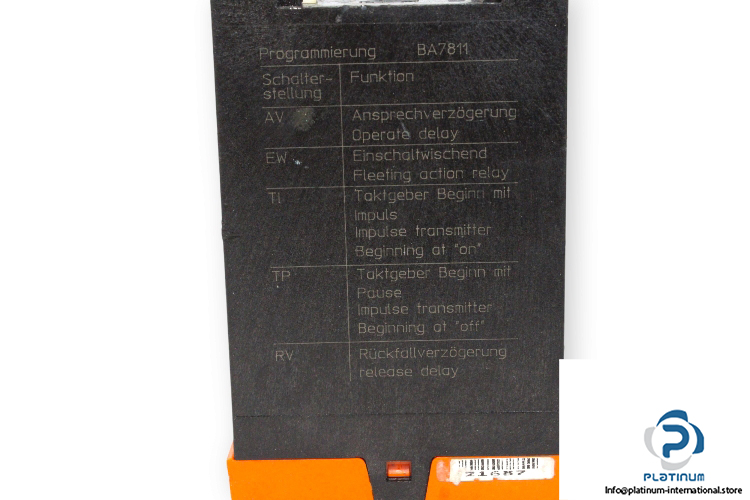 Programmierung BA7811
Schalter- Funktion
stellung
AV Ansprechverzögerung
Operate delay
EW Einschaltwischend
Fleeting action relay
TI Taktgeber Beginn mit
Impuls
Impulse transmitter
Beginning at "on"
TP Taktgeber Beginn mit
Pause
Impulse transmitter
Beginning at "off"
RV Rückfallverzögerung
release delay
21687
PLATINUM
INTERNATIONAL
Info@platinum-international.store